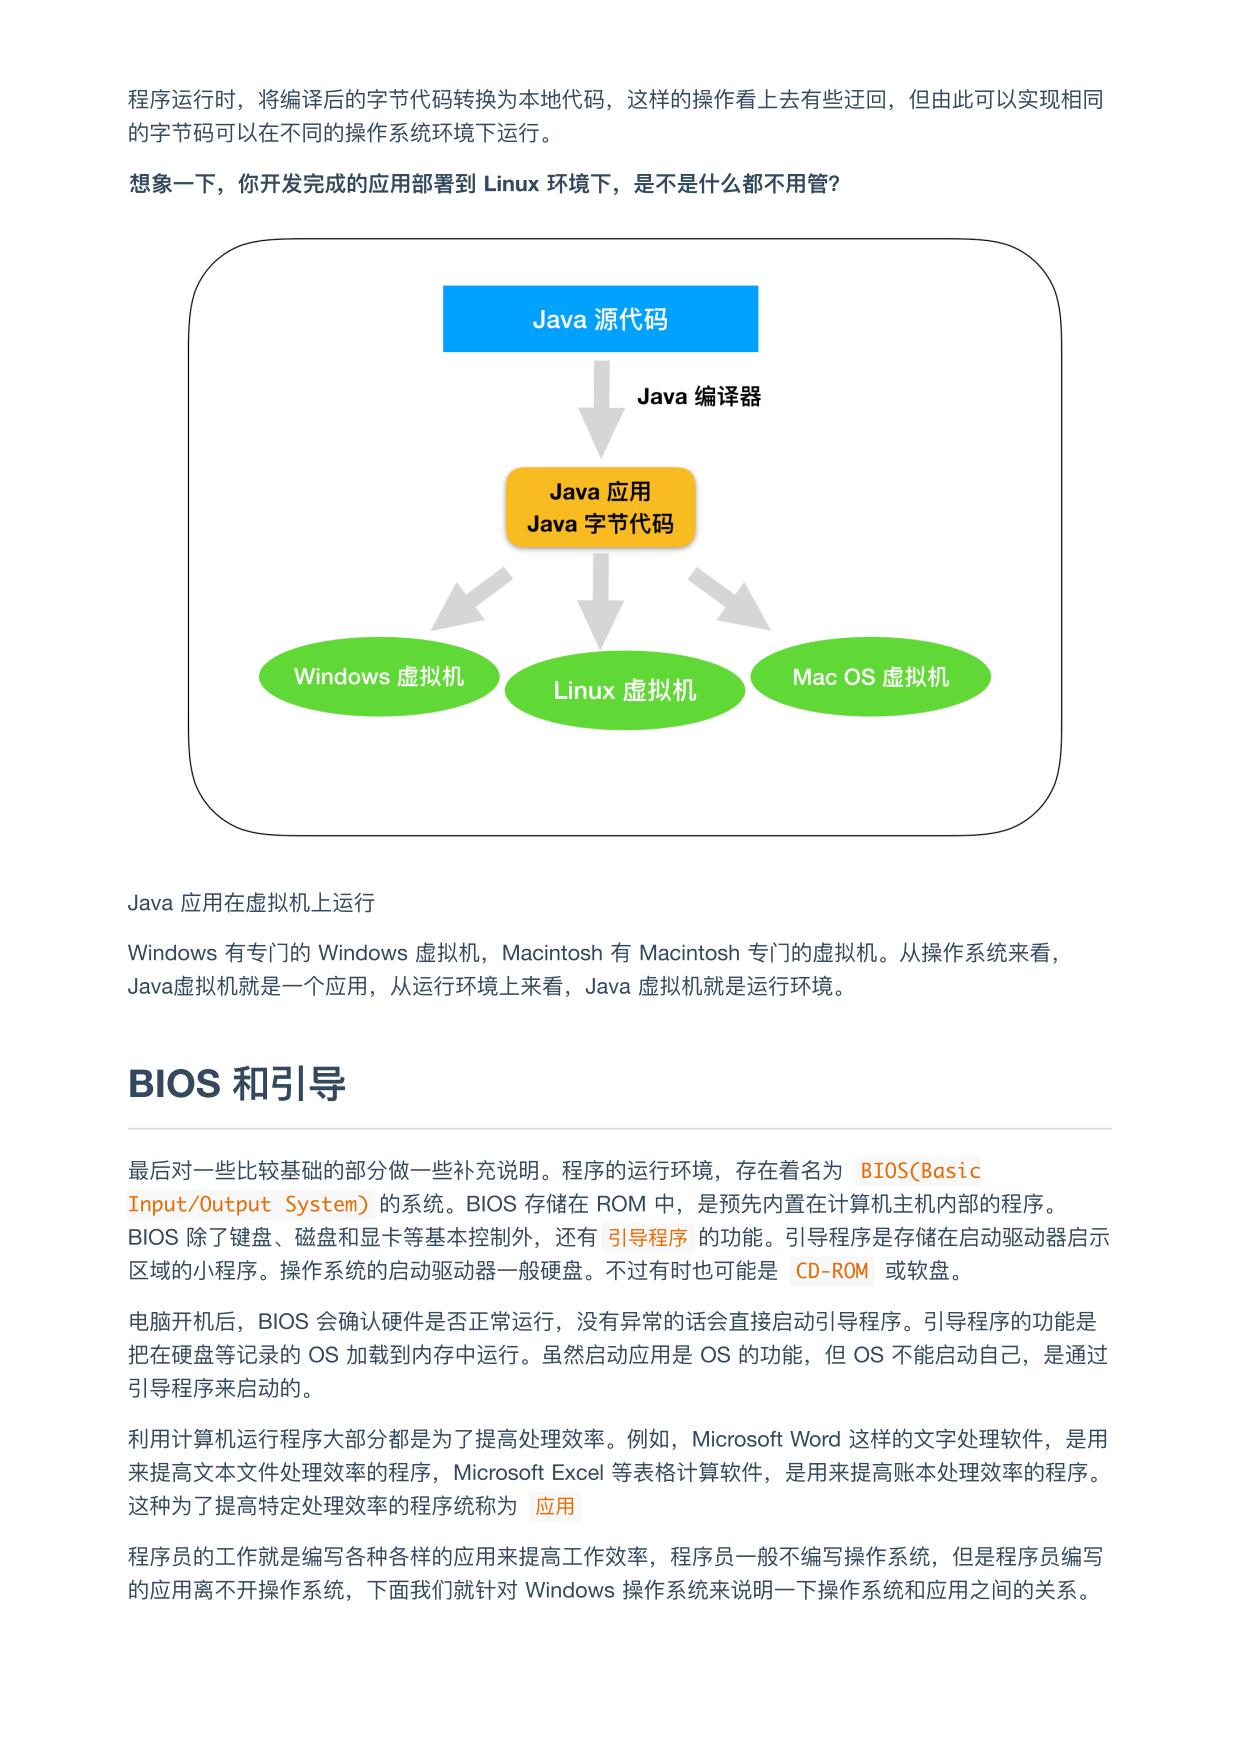 程序运行时，将编译后的字节代码转换为本地代码，这样的操作看上去有些迂回，但由此可以实现相同
的字节码可以在不同的操作系统环境下运行。
想象一下，你开发完成的应用部署到 Linux 环境下，是不是什么都不用管?
Java 源代码
Java 编译器
Java 应用
Java 字节代码
Windows 虚拟机
Linux 虚拟机
Mac OS 虚拟机
Java 应用在虚拟机上运行
Windows 有专门的 Windows 虚拟机，Macintosh 有 Macintosh 专门的虚拟机。从操作系统来看，
Java虚拟机就是一个应用，从运行环境上来看，Java 虚拟机就是运行环境。
BIOS 和引导
最后对一些比较基础的部分做一些补充说明。程序的运行环境，存在着名为 BIOS(Basic
Input/Output System) 的系统。BIOS 存储在 ROM 中，是预先内置在计算机主机内部的程序。
BIOS 除了键盘、磁盘和显卡等基本控制外，还有 引导程序 的功能。引导程序是存储在启动驱动器启示
区域的小程序。操作系统的启动驱动器一般硬盘。不过有时也可能是 CD-ROM 或软盘。
电脑开机后，BIOS 会确认硬件是否正常运行，没有异常的话会直接启动引导程序。引导程序的功能是
把在硬盘等记录的 OS 加载到内存中运行。虽然启动应用是 OS 的功能，但 OS 不能启动自己，是通过
引导程序来启动的。
利用计算机运行程序大部分都是为了提高处理效率。例如，Microsoft Word 这样的文字处理软件，是用
来提高文本文件处理效率的程序，Microsoft Excel 等表格计算软件，是用来提高账本处理效率的程序。
这种为了提高特定处理效率的程序统称为 应用
程序员的工作就是编写各种各样的应用来提高工作效率，程序员一般不编写操作系统，但是程序员编写
的应用离不开操作系统，下面我们就针对 Windows 操作系统来说明一下操作系统和应用之间的关系。